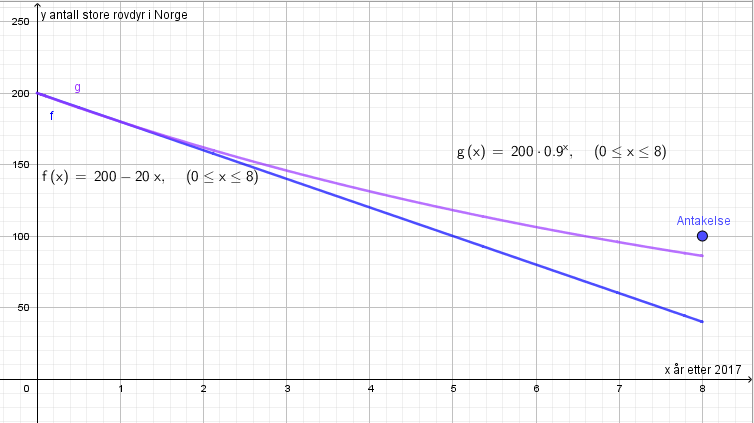 y antall store rovdyr i Norge
250
g
200
f
g (x) = 200 · 0.9ˣ, (0 ≤ x ≤ 8)
150
f (x) = 200 − 20 x, (0 ≤ x ≤ 8)
Antakelse
100
50
x år etter 2017
0 1 2 3 4 5 6 7 8